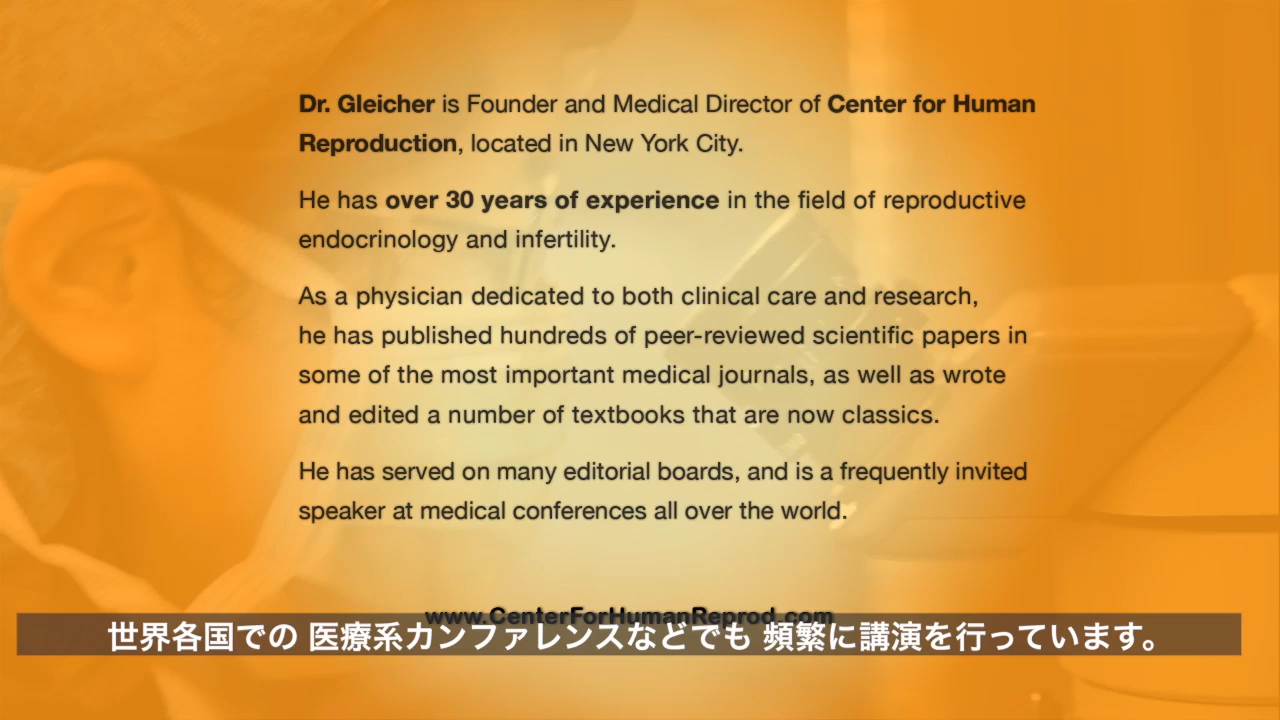 Dr. Gleicher is Founder and Medical Director of Center for Human
Reproduction, located in New York City.
He has over 30 years of experience in the field of reproductive
endocrinology and infertility.
As a physician dedicated to both clinical care and research,
he has published hundreds of peer-reviewed scientific papers in
some of the most important medical journals, as well as wrote
and edited a number of textbooks that are now classics.
He has served on many editorial boards, and is a frequently invited
speaker at medical conferences all over the world.
www.CenterForHumanReprod.com
世界各国での 医療系カンファレンスなどでも 頻繁に講演を行っています。